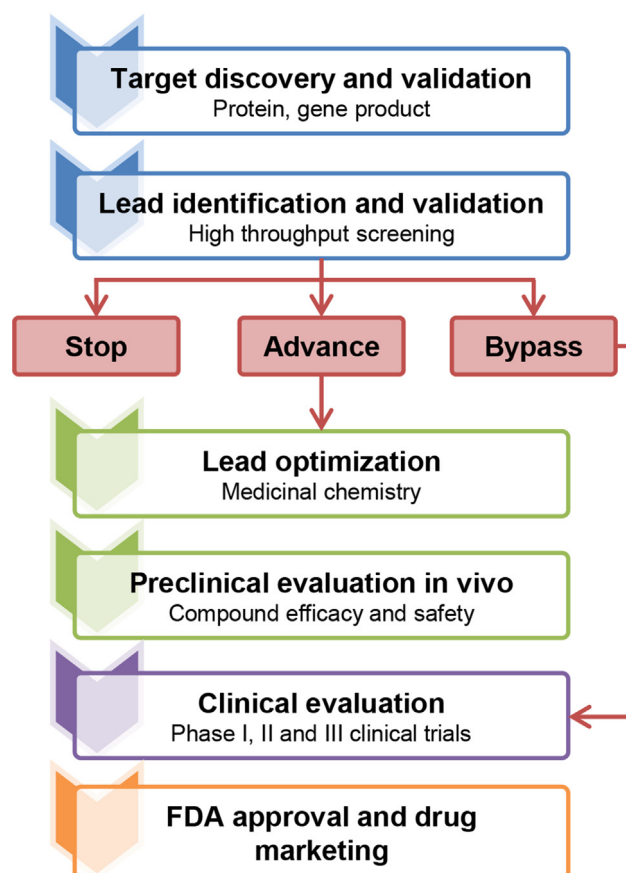 Target discovery and validation
Protein, gene product
Lead identification and validation
High throughput screening
Stop
Advance
Bypass
Lead optimization
Medicinal chemistry
Preclinical evaluation in vivo
Compound efficacy and safety
Clinical evaluation
Phase I, II and III clinical trials
FDA approval and drug
marketing